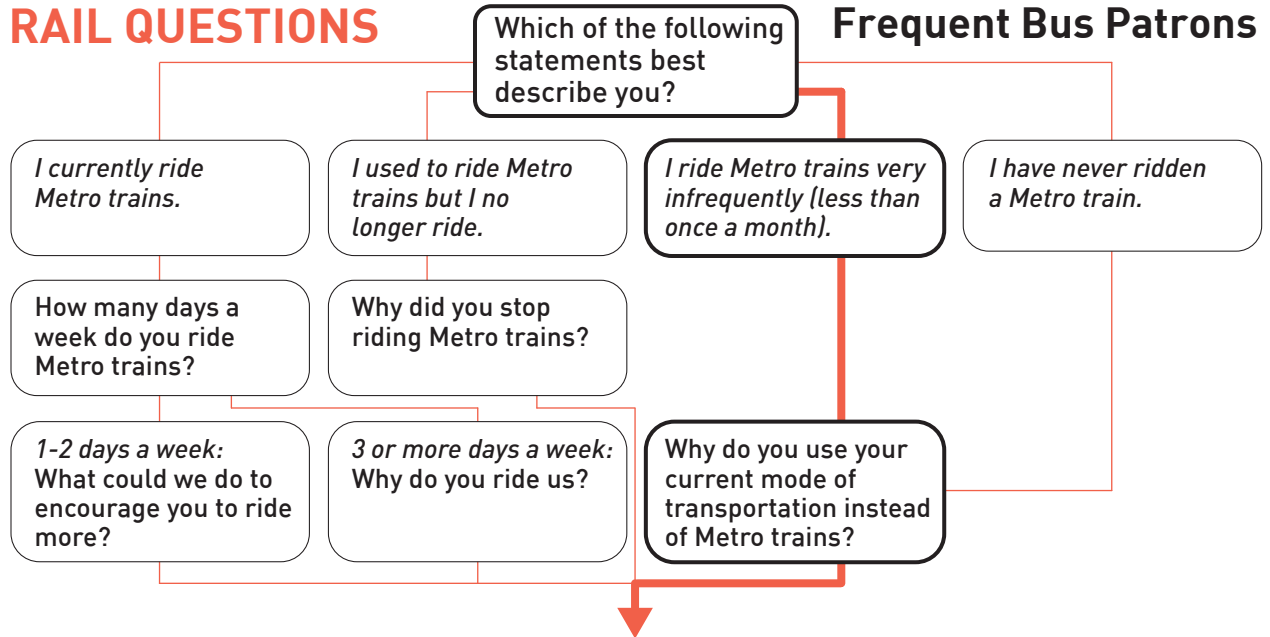 RAIL QUESTIONS
Frequent Bus Patrons
Which of the following
statements best
describe you?
I currently ride
Metro trains.
I used to ride Metro
trains but I no
longer ride.
I ride Metro trains very
infrequently (less than
once a month).
I have never ridden
a Metro train.
How many days a
week do you ride
Metro trains?
Why did you stop
riding Metro trains?
1-2 days a week:
What could we do to
encourage you to ride
more?
3 or more days a week:
Why do you ride us?
Why do you use your
current mode of
transportation instead
of Metro trains?